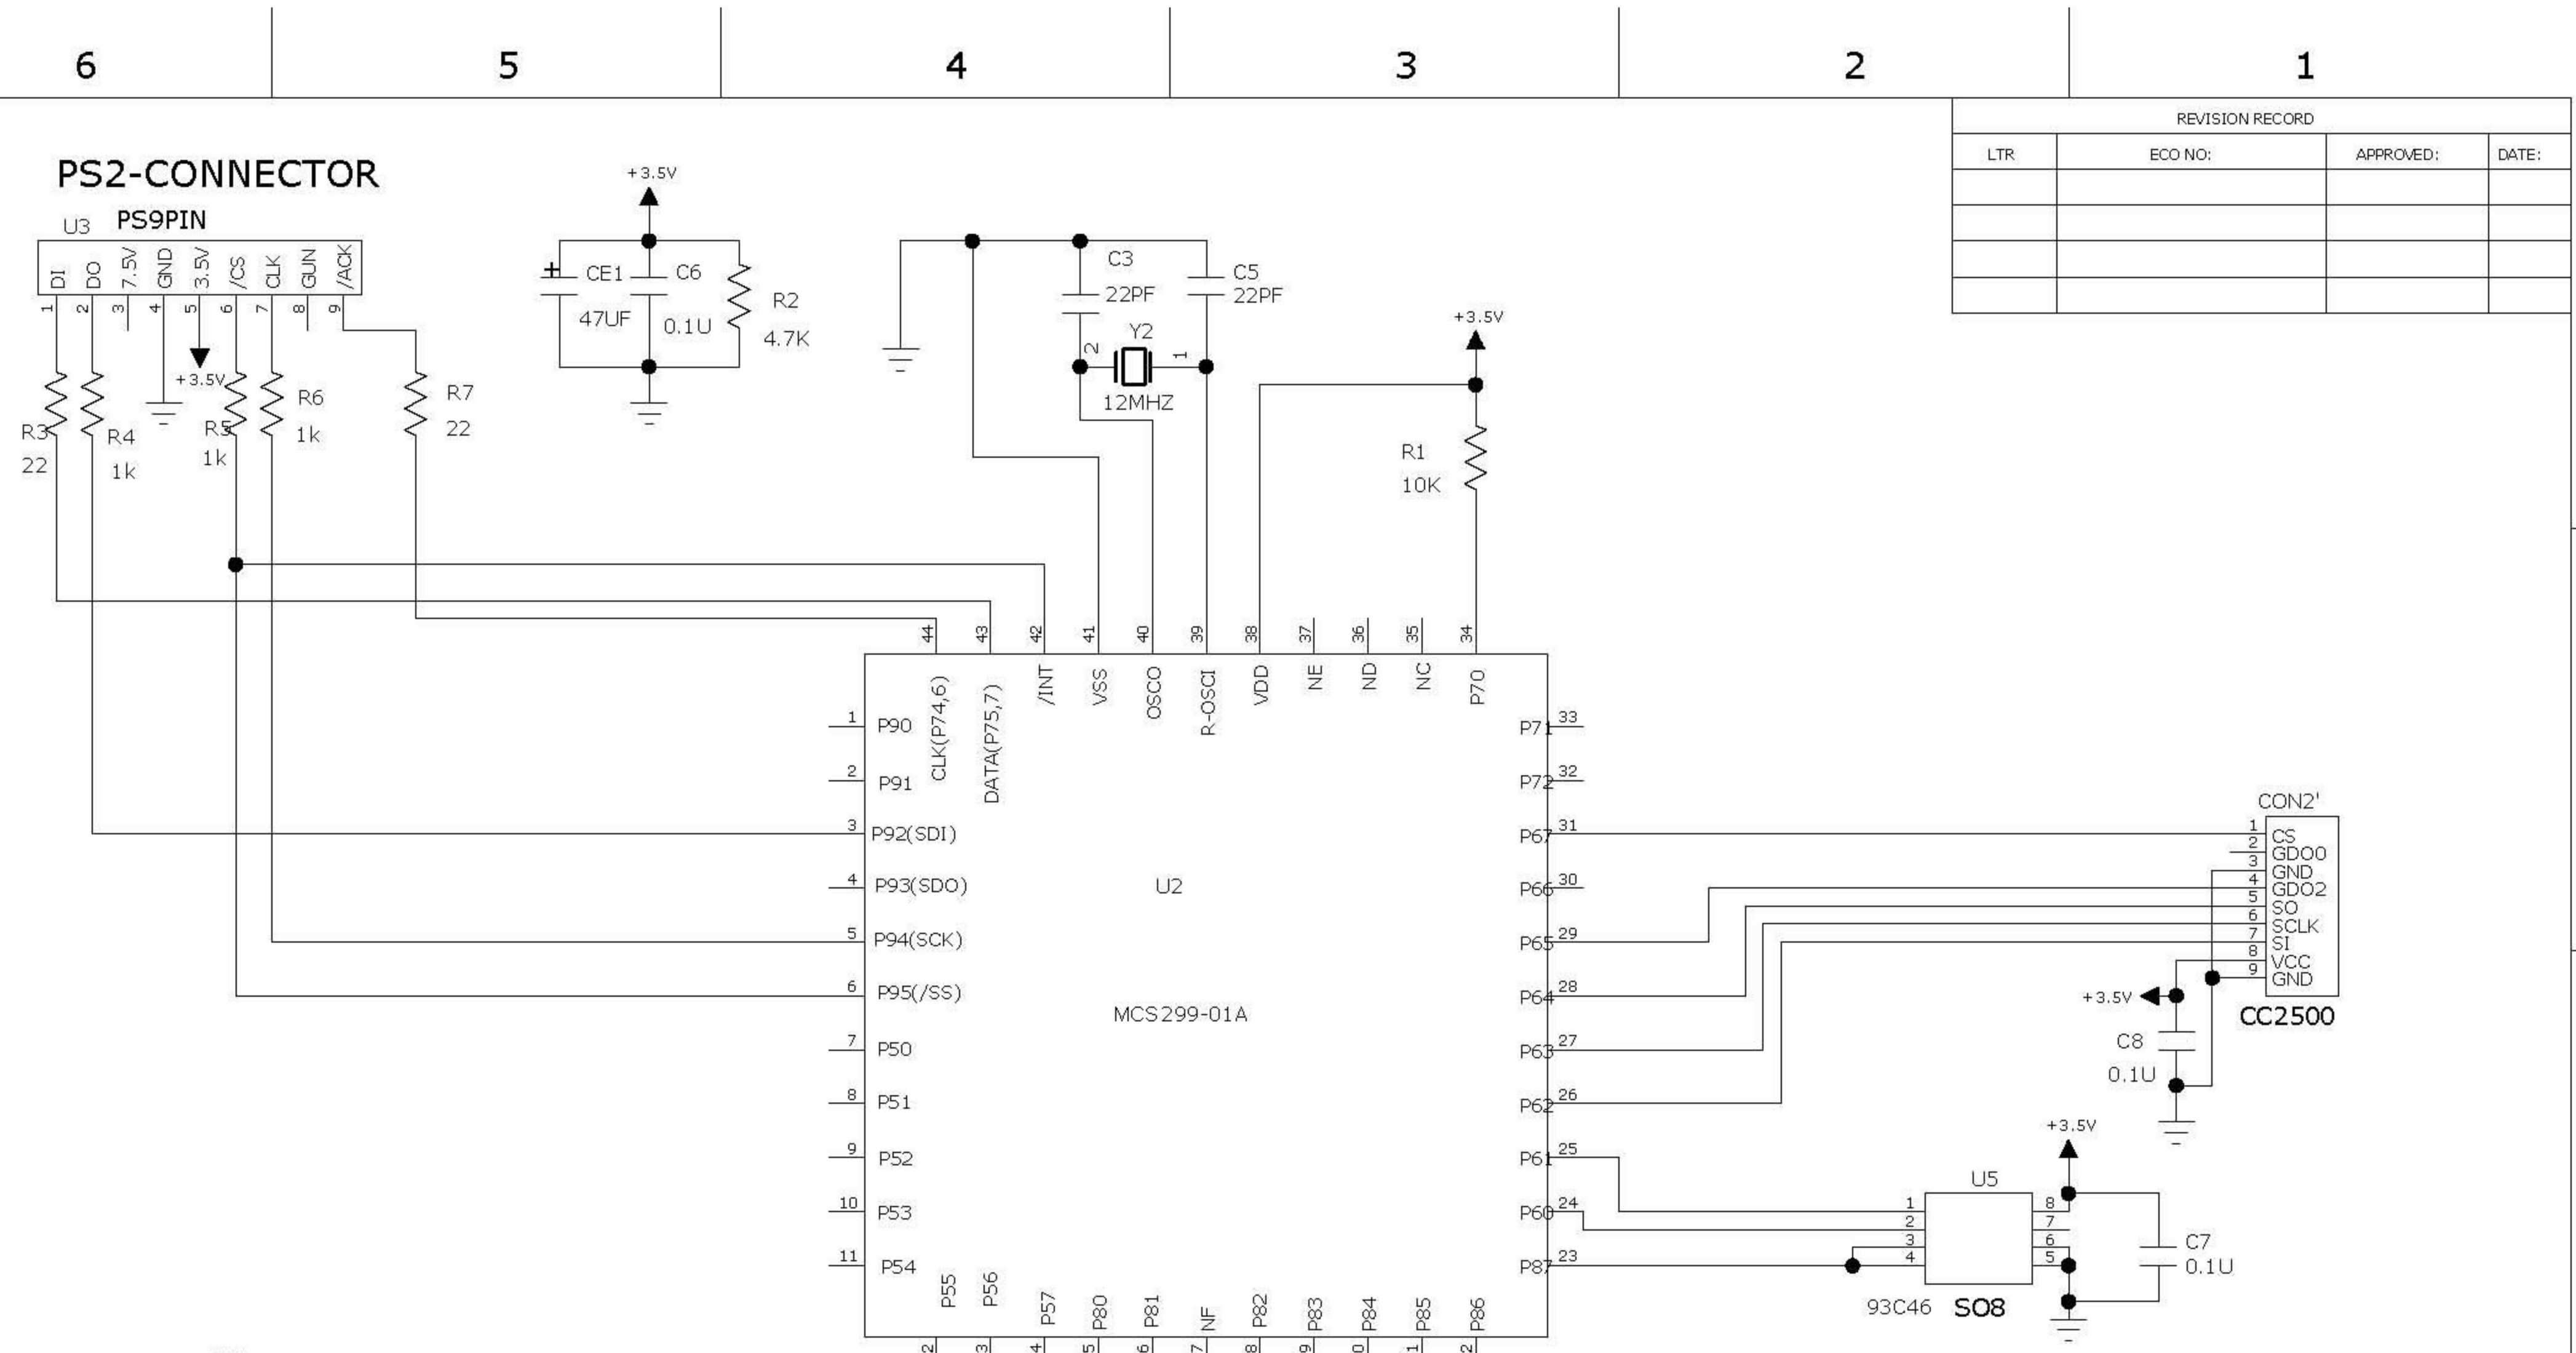 6 5 4 3 2 1
REVISION RECORD
LTR ECO NO: APPROVED: DATE:
PS2-CONNECTOR
U3 PS9PIN
DI DO 7.5V GND 3.5V /CS CLK GUN /ACK
1 2 3 4 5 6 7 8 9
+3.5V
R3
22
R4
1k
R5
1k
R6
1k
R7
22
+3.5V
+
CE1
47UF
C6
0.1U
R2
4.7K
C3
22PF
C5
22PF
Y2
2 1
12MHZ
+3.5V
R1
10K
44 43 42 41 40 39 38 37 36 35 34
CLK(P74,6) DATA(P75,7) /INT VSS OSCO R-OSCI VDD NE ND NC P70
1 P90
2 P91
3 P92(SDI)
4 P93(SDO)
5 P94(SCK)
6 P95(/SS)
7 P50
8 P51
9 P52
10 P53
11 P54
U2
MCS299-01A
P71 33
P72 32
P67 31
P66 30
P65 29
P64 28
P63 27
P62 26
P61 25
P60 24
P87 23
P55 P56 P57 P80 P81 NF P82 P83 P84 P85 P86
CON2'
1 CS
2 GDO0
3 GND
4 GDO2
5 SO
6 SCLK
7 SI
8 VCC
9 GND
CC2500
+3.5V
C8
0.1U
+3.5V
U5
1 8
2 7
3 6
4 5
93C46 SO8
C7
0.1U